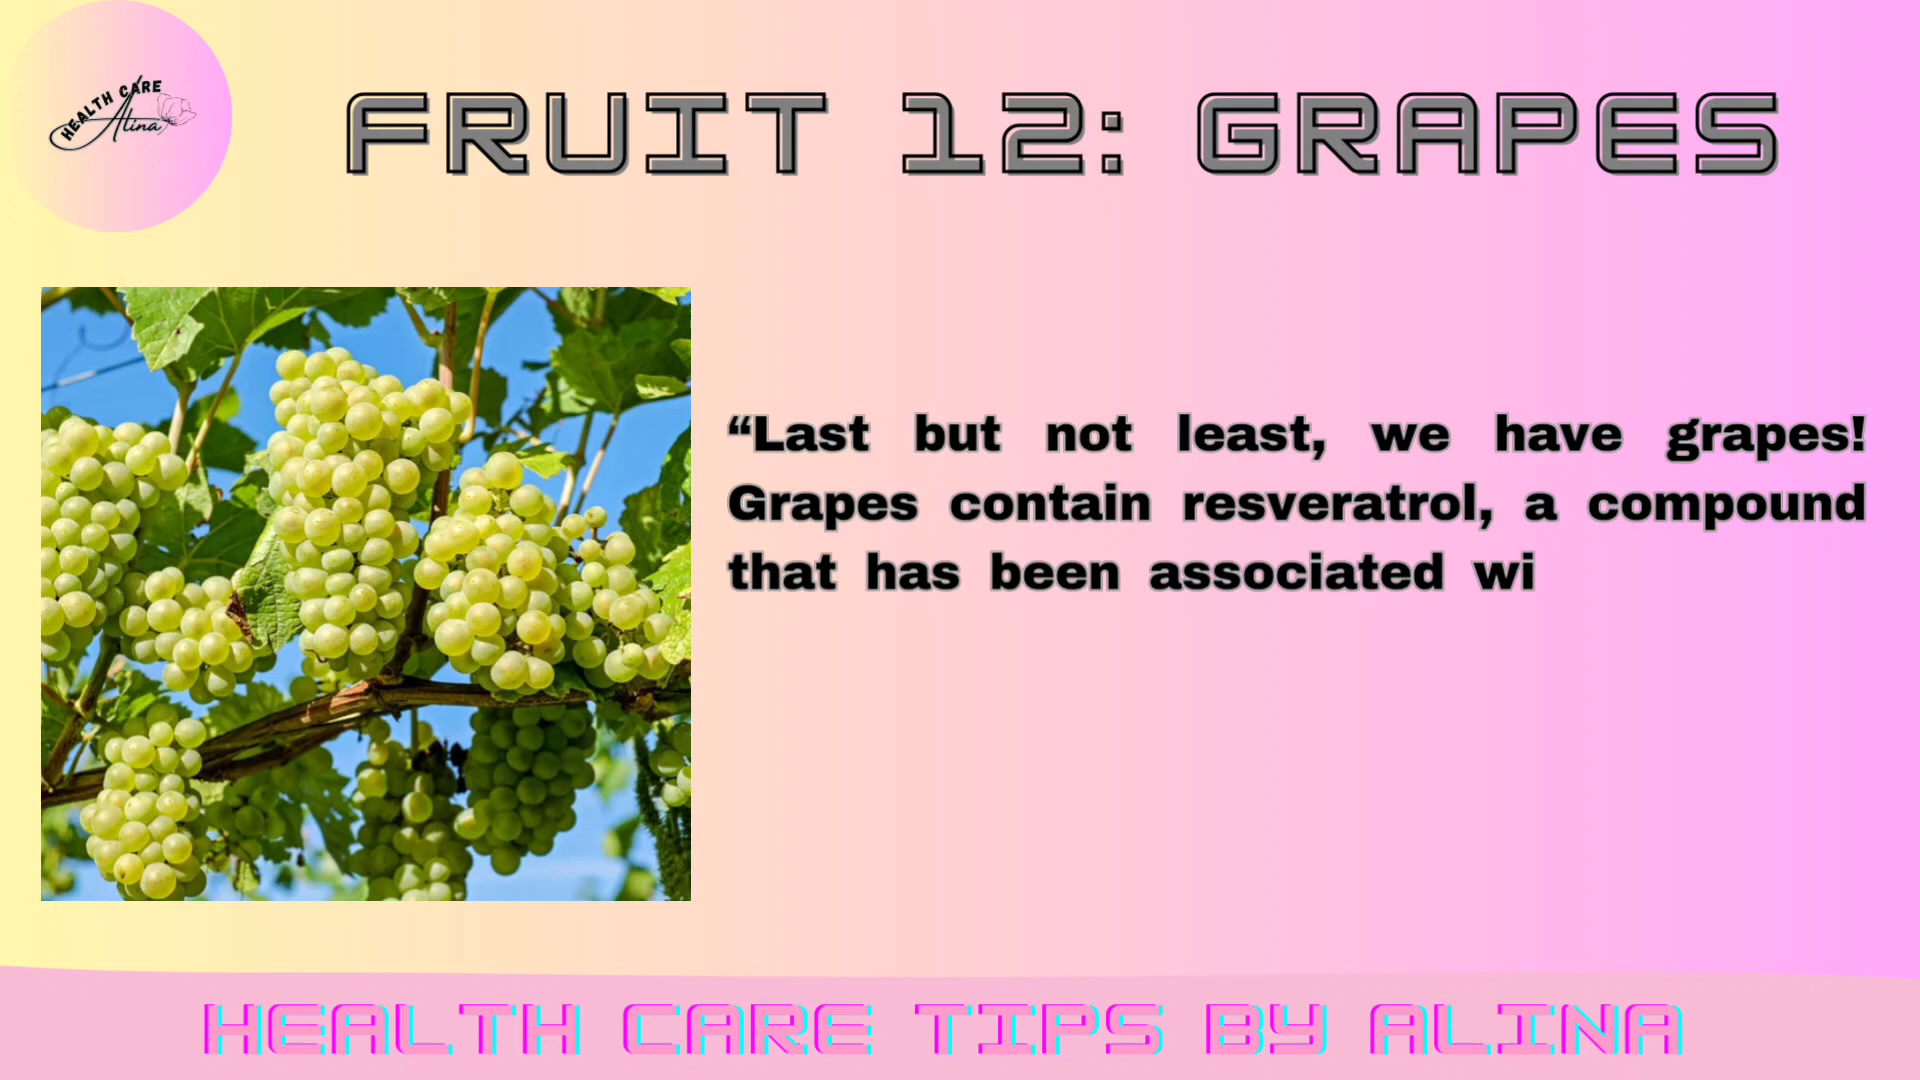 HEALTH CARE
Alina
FRUIT 12: GRAPES
“Last but not least, we have grapes!
Grapes contain resveratrol, a compound
that has been associated wi
HEALTH CARE TIPS BY ALINA